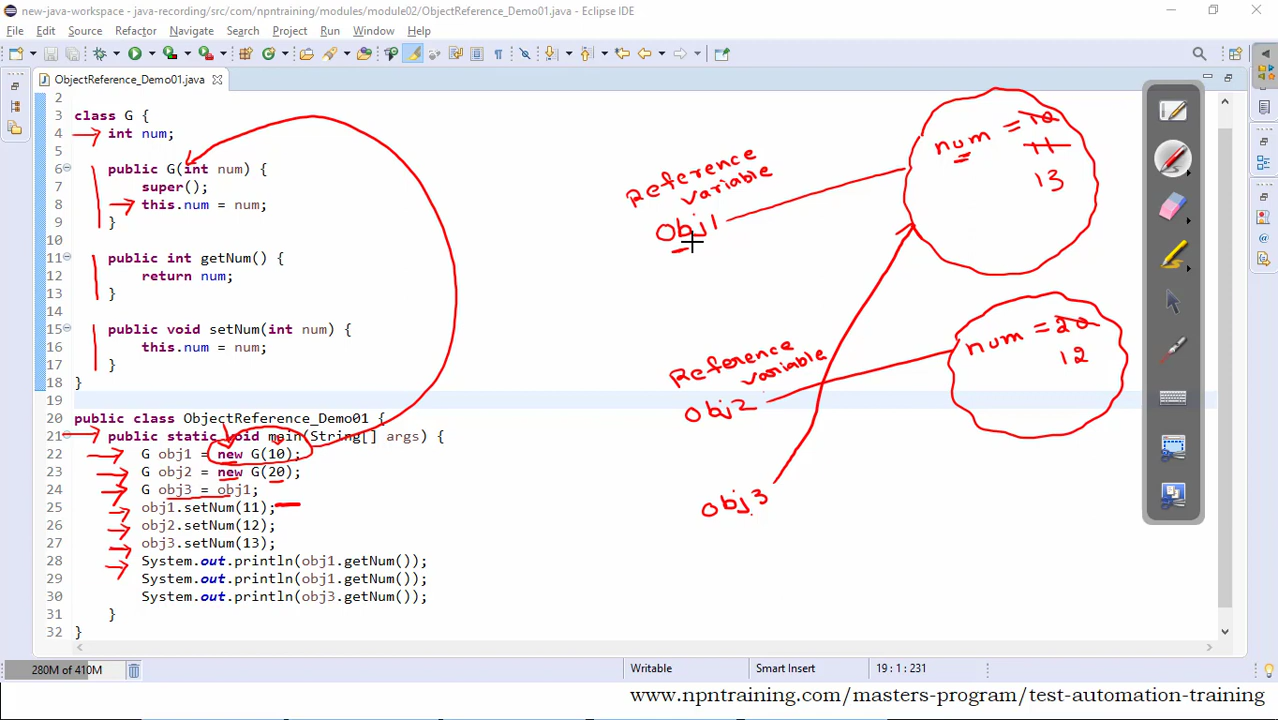 new-java-workspace - java-recording/src/com/npntraining/modules/module02/ObjectReference_Demo01.java - Eclipse IDE
File Edit Source Refactor Navigate Search Project Run Window Help
ObjectReference_Demo01.java
2
3 class G {
4 int num;
5
6 public G(int num) {
7 super();
8 this.num = num;
9 }
10
11 public int getNum() {
12 return num;
13 }
14
15 public void setNum(int num) {
16 this.num = num;
17 }
18 }
19
20 public class ObjectReference_Demo01 {
21 public static void main(String[] args) {
22 G obj1 = new G(10);
23 G obj2 = new G(20);
24 G obj3 = obj1;
25 obj1.setNum(11);
26 obj2.setNum(12);
27 obj3.setNum(13);
28 System.out.println(obj1.getNum());
29 System.out.println(obj1.getNum());
30 System.out.println(obj3.getNum());
31 }
32 }
Reference
variable
Obj1
num = 10
11
13
Reference
variable
Obj2
num = 20
12
Obj3
280M of 410M
Writable
Smart Insert
19 : 1 : 231
www.npntraining.com/masters-program/test-automation-training